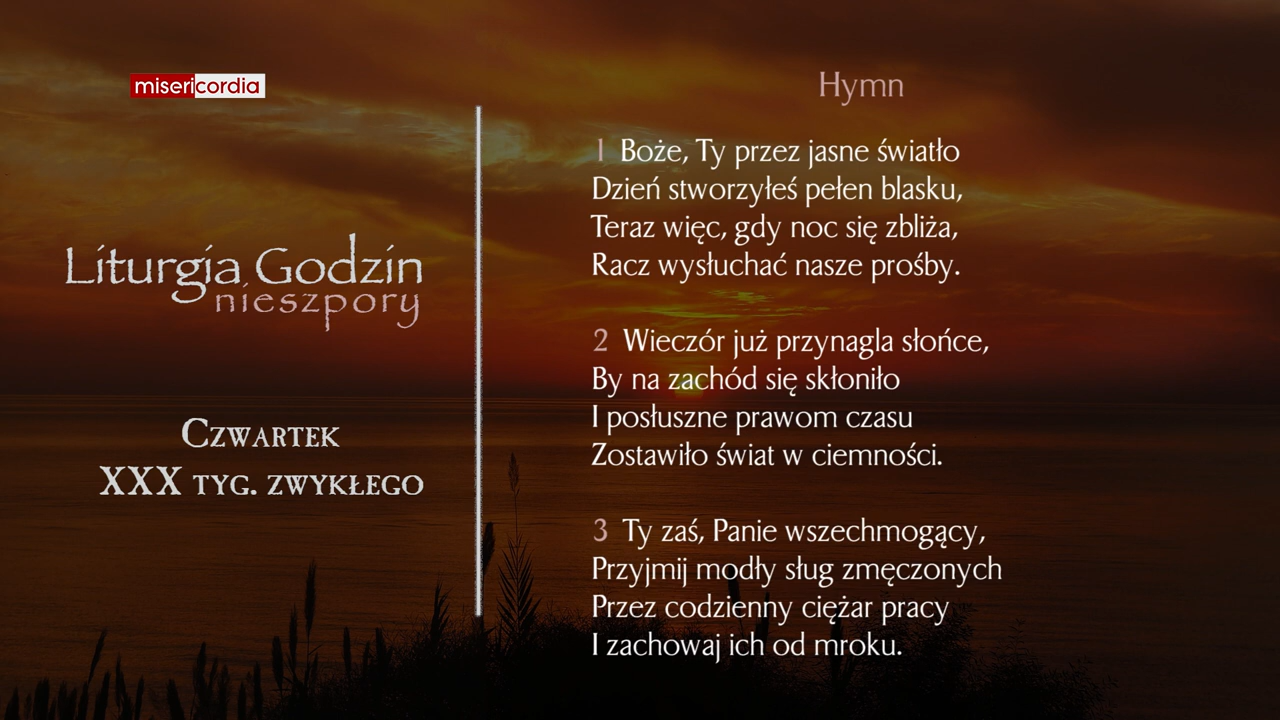 misericordia
Liturgia Godzin
nieszpory
Czwartek
XXX tyg. zwykłego
Hymn
1 Boże, Ty przez jasne światło
Dzień stworzyłeś pełen blasku,
Teraz więc, gdy noc się zbliża,
Racz wysłuchać nasze prośby.
2 Wieczór już przynagla słońce,
By na zachód się skłoniło
I posłuszne prawom czasu
Zostawiło świat w ciemności.
3 Ty zaś, Panie wszechmogący,
Przyjmij modły sług zmęczonych
Przez codzienny ciężar pracy
I zachowaj ich od mroku.